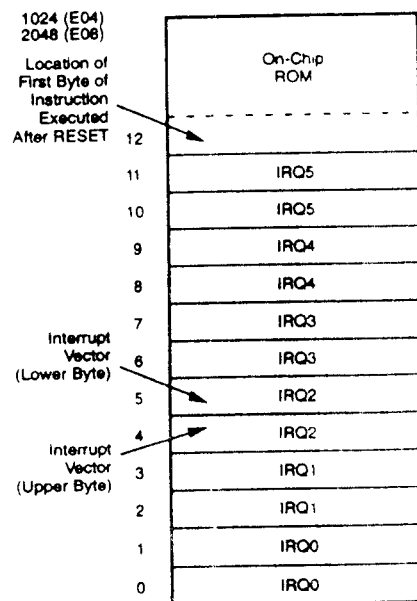 1024 (E04)
2048 (E08)
Location of
First Byte of
Instruction
Executed
After RESET
On-Chip
ROM
12
11 IRQ5
10 IRQ5
9 IRQ4
8 IRQ4
7 IRQ3
6 IRQ3
5 IRQ2
4 IRQ2
3 IRQ1
2 IRQ1
1 IRQ0
0 IRQ0
Interrupt
Vector
(Lower Byte)
Interrupt
Vector
(Upper Byte)